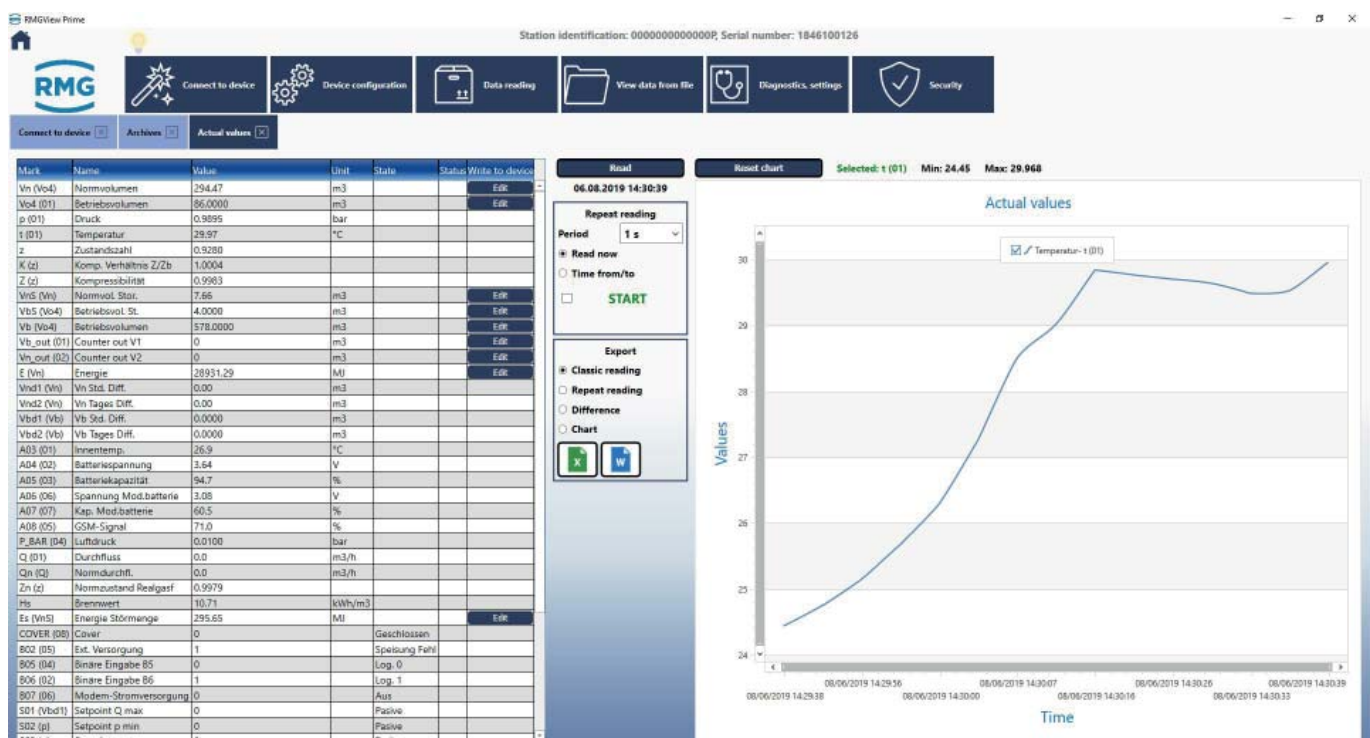 RMGView Prime
Station identification: 0000000000000P, Serial number: 1846100126
RMG
Connect to device
Device configuration
Data reading
View data from file
Diagnostics, settings
Security
Connect to device
Archives
Actual values
Mark Name Value Unit State Status Write to device
Vn (Vo4) Normvolumen 294.47 m3 Edit
Vo4 (01) Betriebsvolumen 86.0000 m3 Edit
p (01) Druck 0.9895 bar
t (01) Temperatur 29.97 °C
z Zustandszahl 0.9280
K (z) Komp. Verhältnis Z/Zb 1.0004
Z (z) Kompressibilität 0.9983
VnS (Vn) Normvol. Stor. 7.66 m3 Edit
VbS (Vo4) Betriebsvol. St. 4.0000 m3 Edit
Vb (Vo4) Betriebsvolumen 578.0000 m3 Edit
Vb_out (01) Counter out V1 0 m3 Edit
Vn_out (02) Counter out V2 0 m3 Edit
E (Vn) Energie 28931.29 MJ Edit
Vnd1 (Vn) Vn Std. Diff. 0.00 m3
Vnd2 (Vn) Vn Tages Diff. 0.00 m3
Vbd1 (Vb) Vb Std. Diff. 0.0000 m3
Vbd2 (Vb) Vb Tages Diff. 0.0000 m3
A03 (01) Innentemp. 26.9 °C
A04 (02) Batteriespannung 3.64 V
A05 (03) Batteriekapazität 94.7 %
A06 (06) Spannung Mod.batterie 3.08 V
A07 (07) Kap. Mod.batterie 60.5 %
A08 (05) GSM-Signal 71.0 %
P_BAR (04) Luftdruck 0.0100 bar
Q (01) Durchfluss 0.0 m3/h
Qn (Q) Normdurchfl. 0.0 m3/h
Zn (z) Normzustand Realgasf 0.9979
Hs Brennwert 10.71 kWh/m3
Es (VnS) Energie Störmenge 295.65 MJ Edit
COVER (08) Cover 0 Geschlossen
B02 (05) Ext. Versorgung 1 Speisung Fehl
B05 (04) Binäre Eingabe B5 0 Log. 0
B06 (02) Binäre Eingabe B6 1 Log. 1
B07 (06) Modem-Stromversorgung 0 Aus
S01 (Vbd1) Setpoint Q max 0 Pasive
S02 (p) Setpoint p min 0 Pasive
Read
06.08.2019 14:30:39
Repeat reading
Period 1 s
Read now
Time from/to
START
Export
Classic reading
Repeat reading
Difference
Chart
X W
Reset chart
Selected: t (01) Min: 24.45 Max: 29.968
Actual values
Temperatur- t (01)
30
29
28
27
26
25
24
Values
08/06/2019 14:29:38
08/06/2019 14:29:56
08/06/2019 14:30:00
08/06/2019 14:30:07
08/06/2019 14:30:16
08/06/2019 14:30:26
08/06/2019 14:30:33
08/06/2019 14:30:39
Time